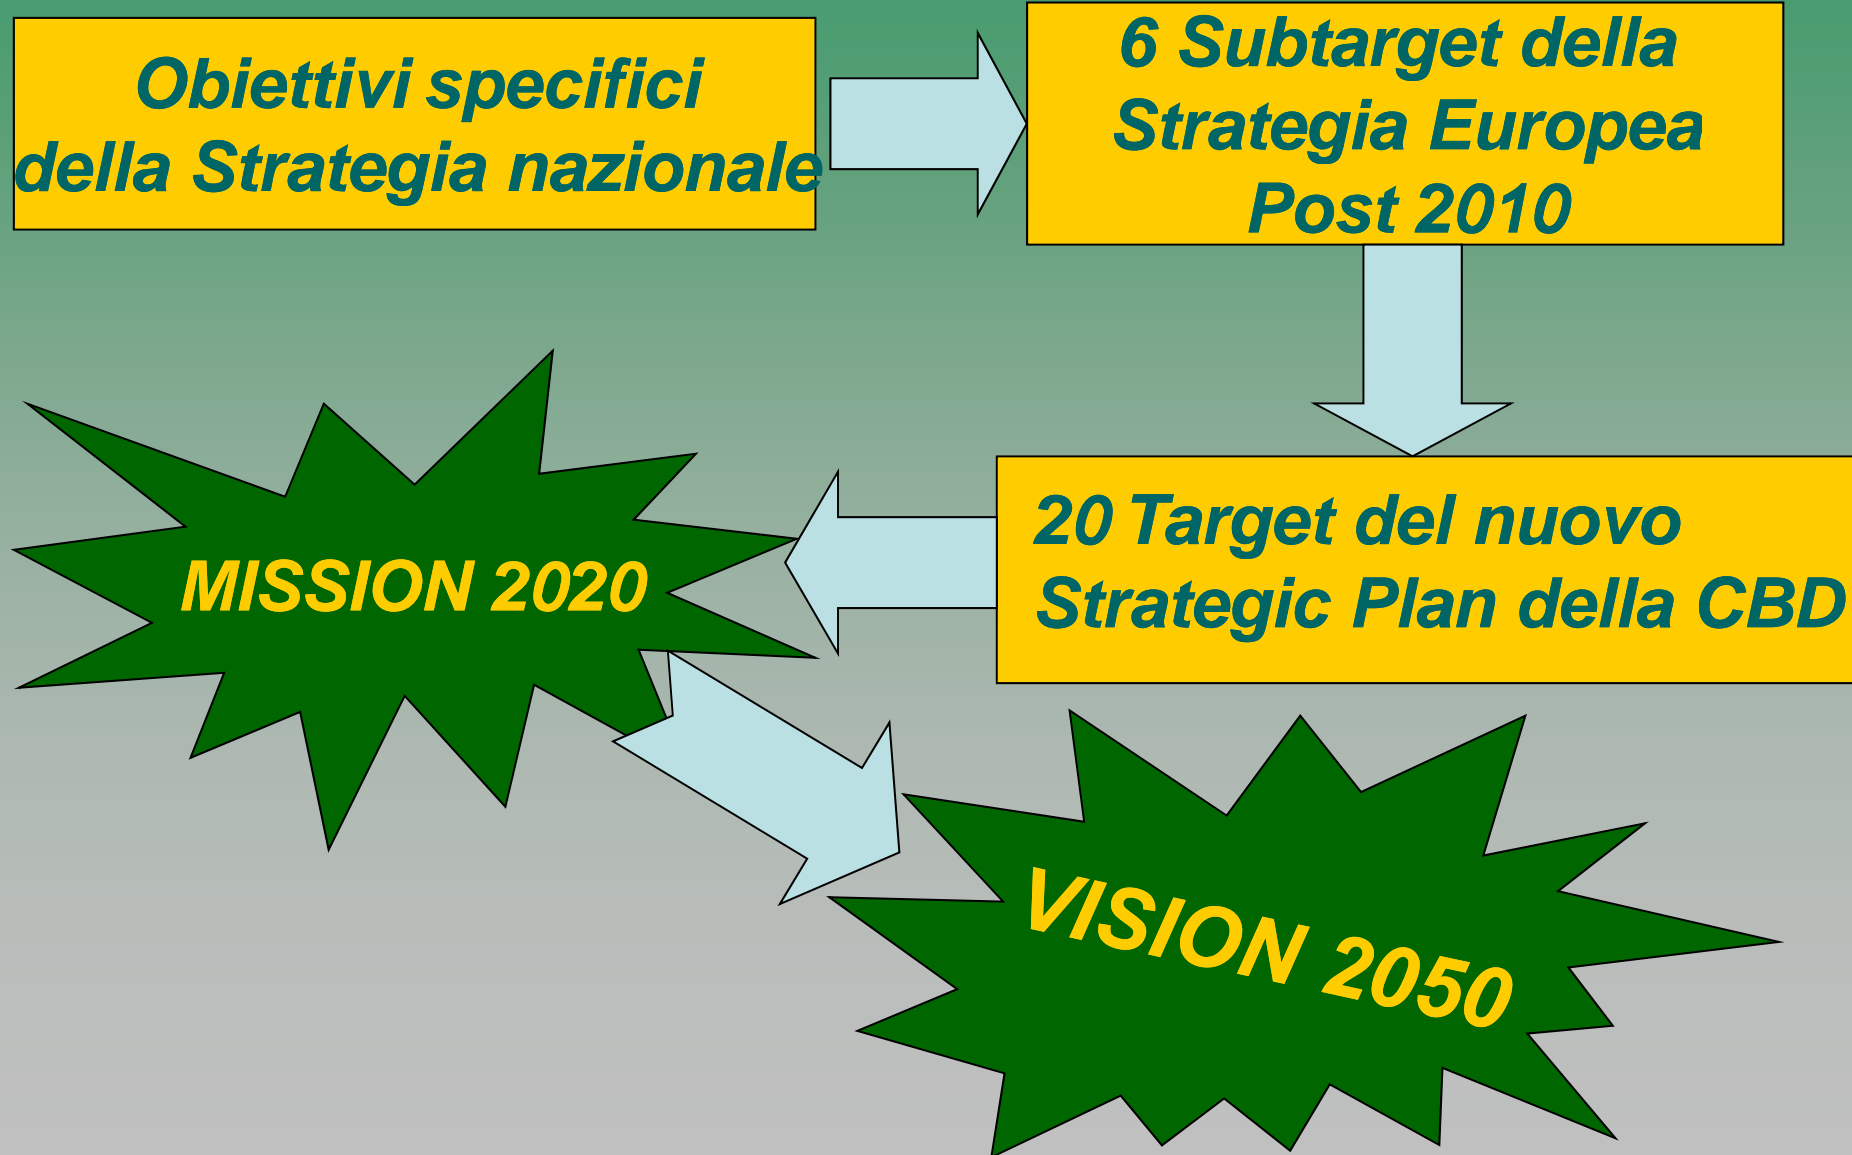 Obiettivi specifici
della Strategia nazionale
6 Subtarget della
Strategia Europea
Post 2010
20 Target del nuovo
Strategic Plan della CBD
MISSION 2020
VISION 2050